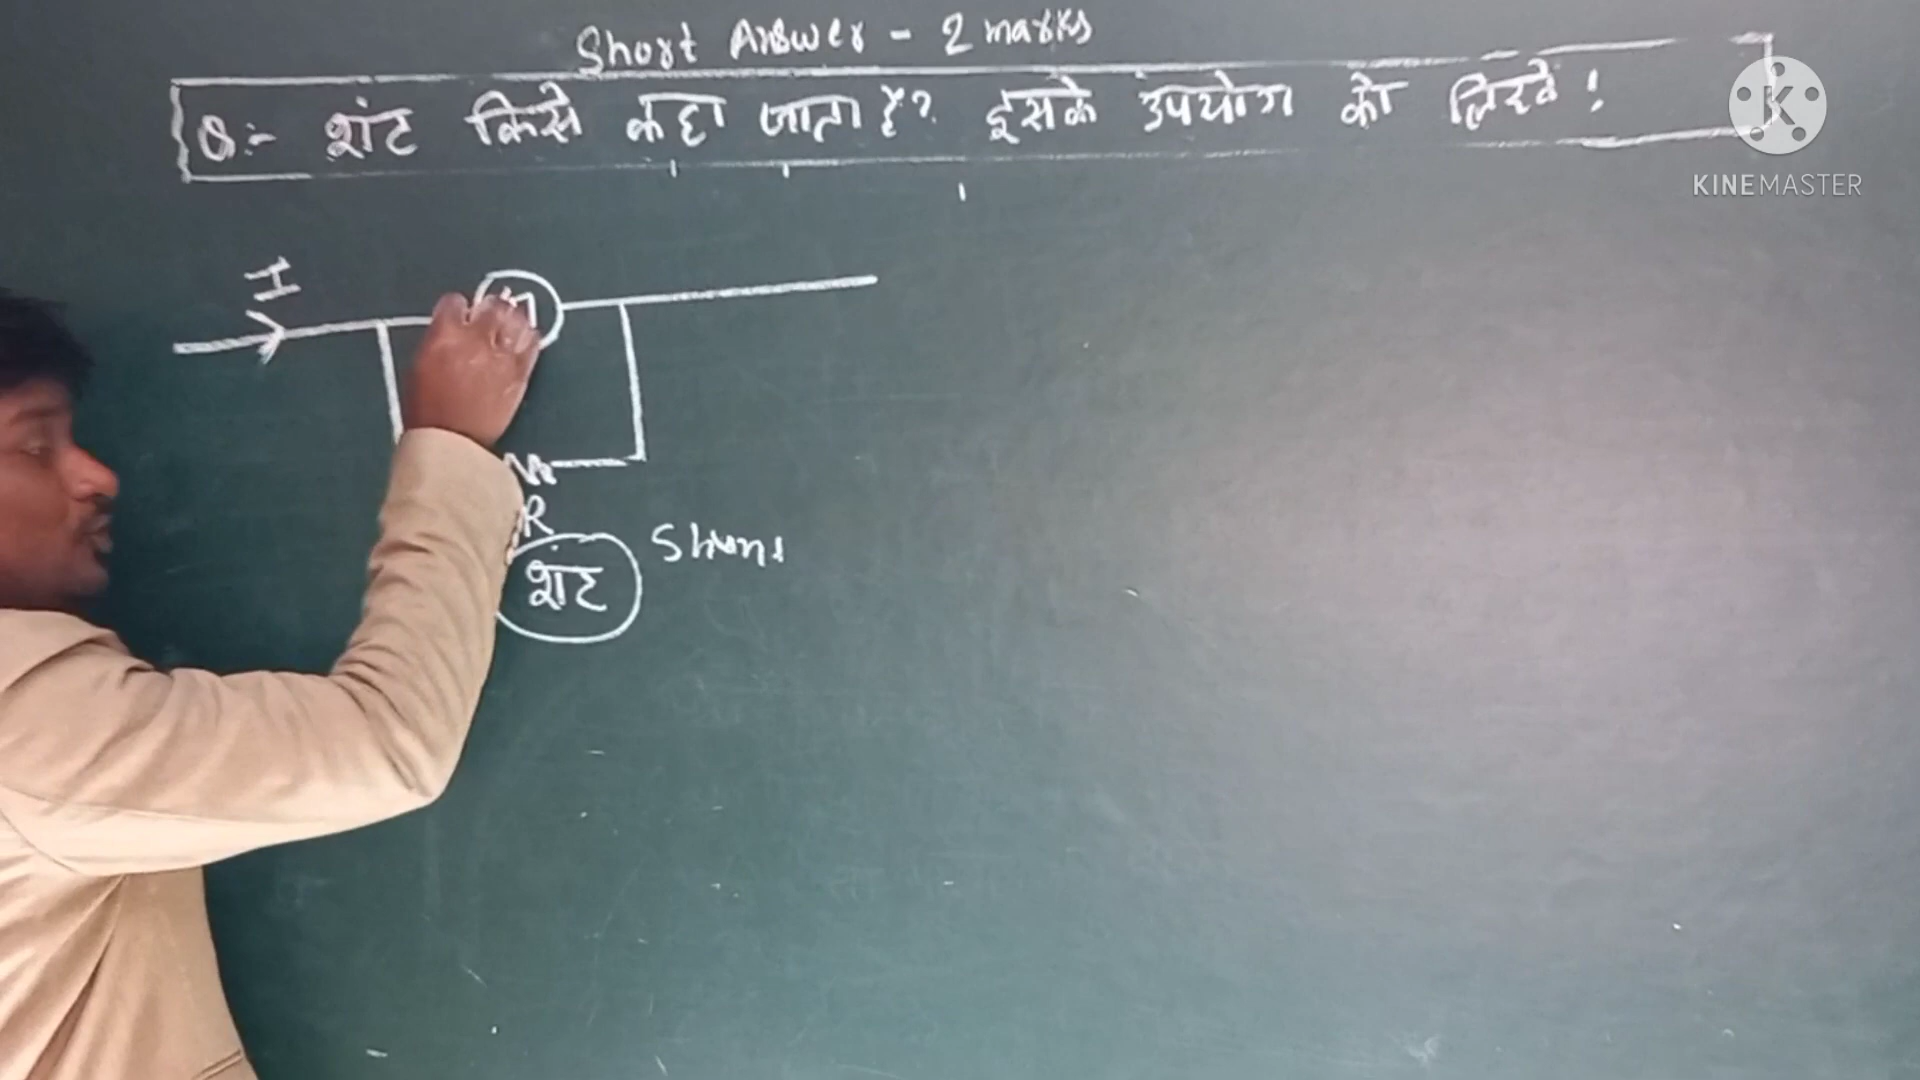 Short Answer - 2 marks
Q:- शंट किसे कहा जाता है? इसके उपयोग को लिखें!
K
KINEMASTER
I
R
शंट
Shunt